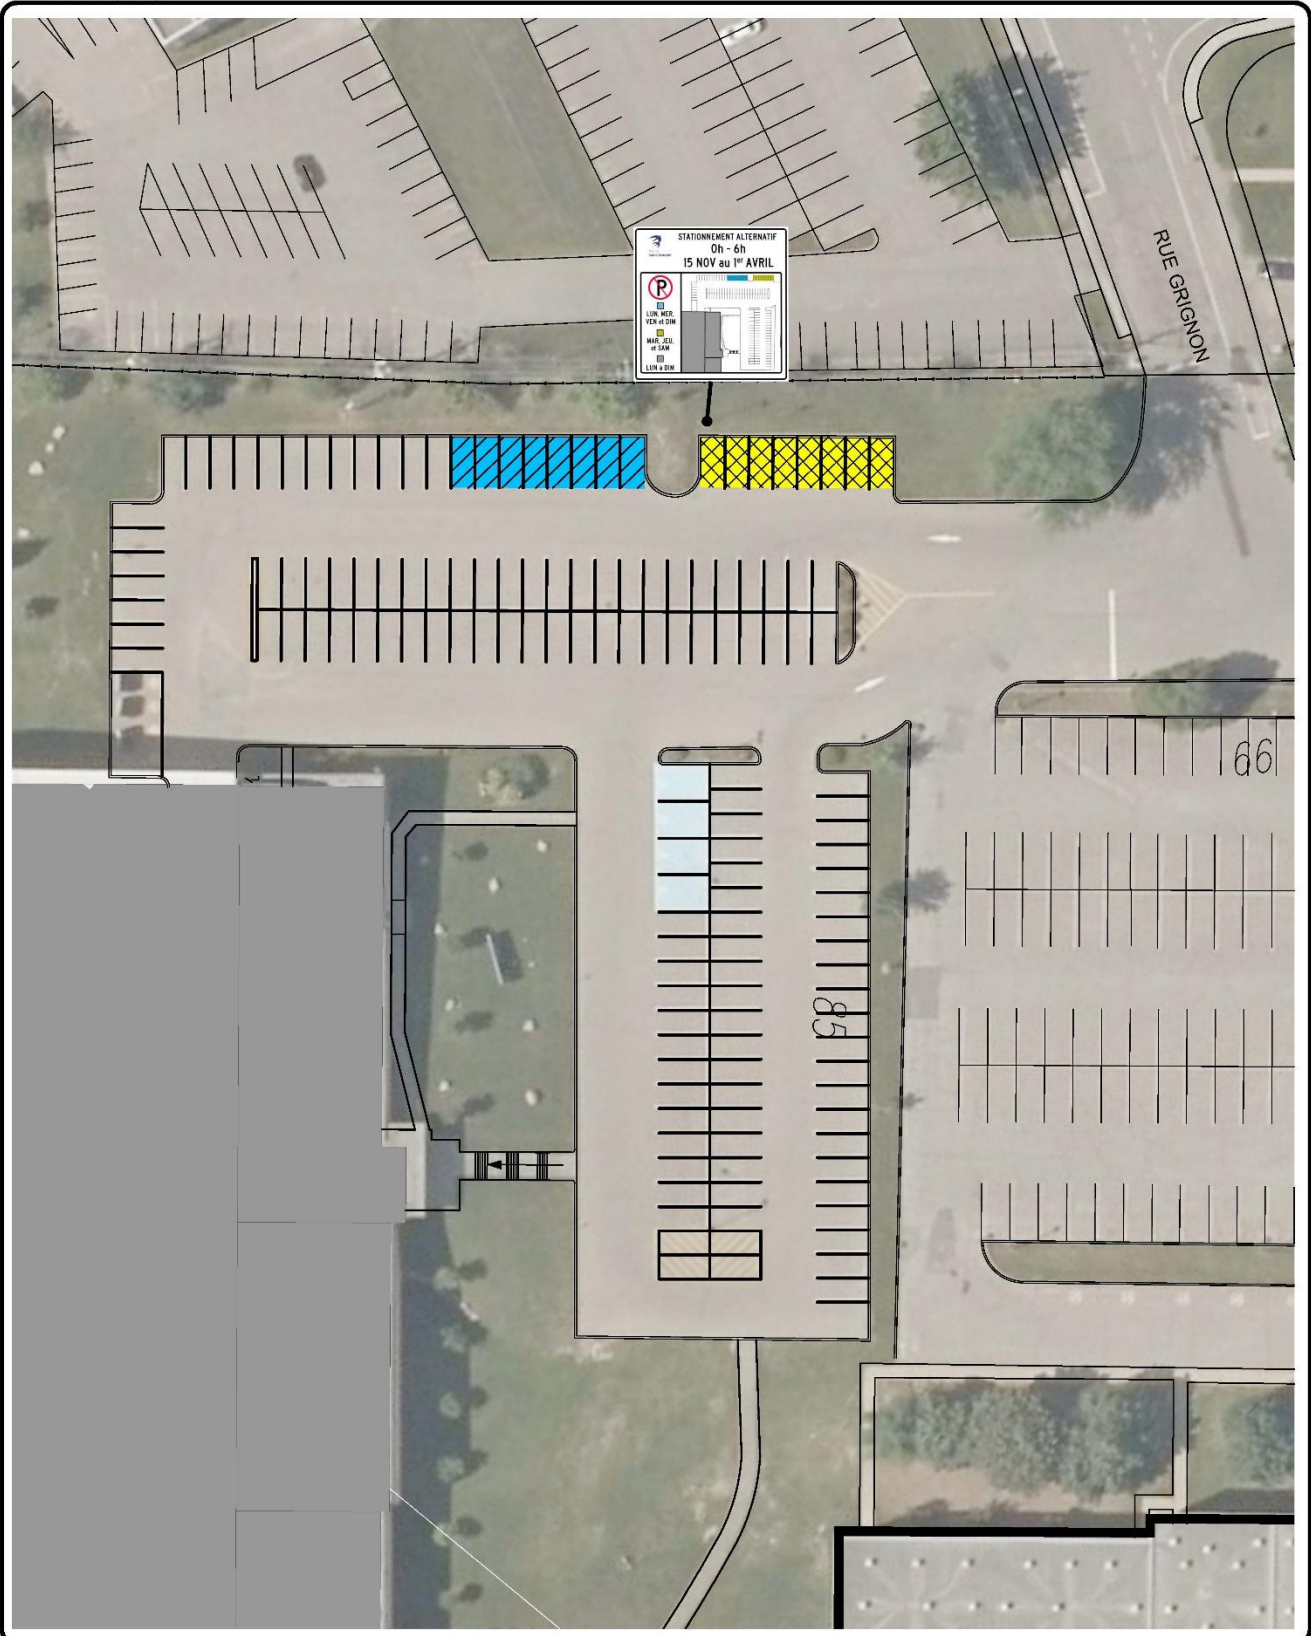 STATIONNEMENT ALTERNATIF
0h - 6h
15 NOV au 1er AVRIL
P
LUN, MER,
VEN et DIM
MAR, JEU,
et SAM
LUN à DIM
RUE GRIGNON
66
85